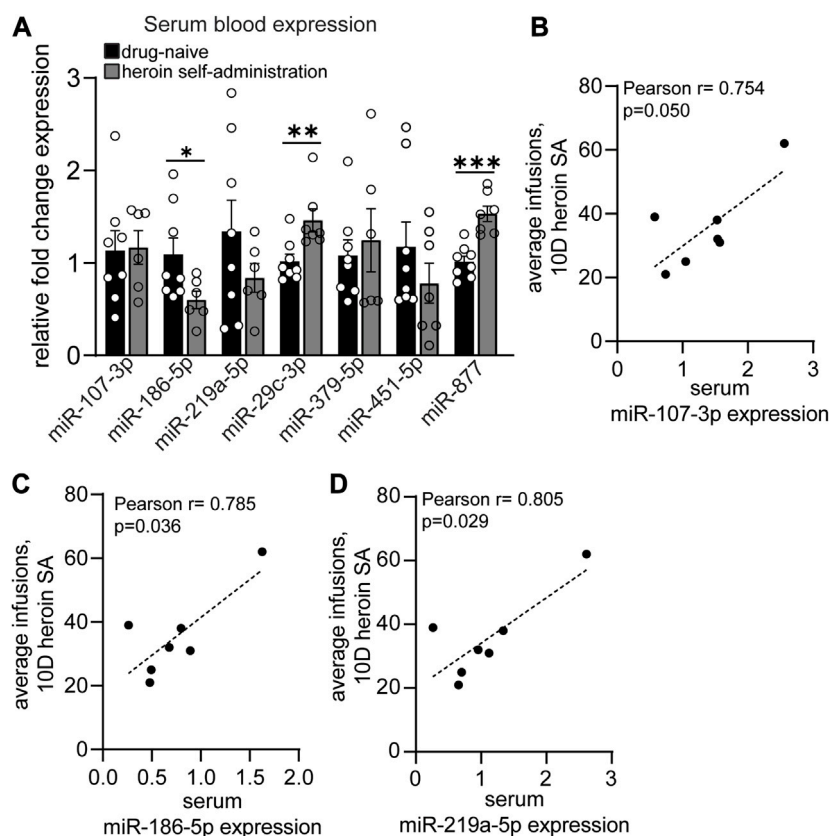 A
Serum blood expression
drug-naive
heroin self-administration
relative fold change expression
3
2
1
0
*
**
***
miR-107-3p
miR-186-5p
miR-219a-5p
miR-29c-3p
miR-379-5p
miR-451-5p
miR-877
B
Pearson r= 0.754
p=0.050
average infusions,
10D heroin SA
80
60
40
20
0
0 1 2 3
serum
miR-107-3p expression
C
Pearson r= 0.785
p=0.036
average infusions,
10D heroin SA
80
60
40
20
0
0.0 0.5 1.0 1.5 2.0
serum
miR-186-5p expression
D
Pearson r= 0.805
p=0.029
average infusions,
10D heroin SA
80
60
40
20
0
0 1 2 3
serum
miR-219a-5p expression